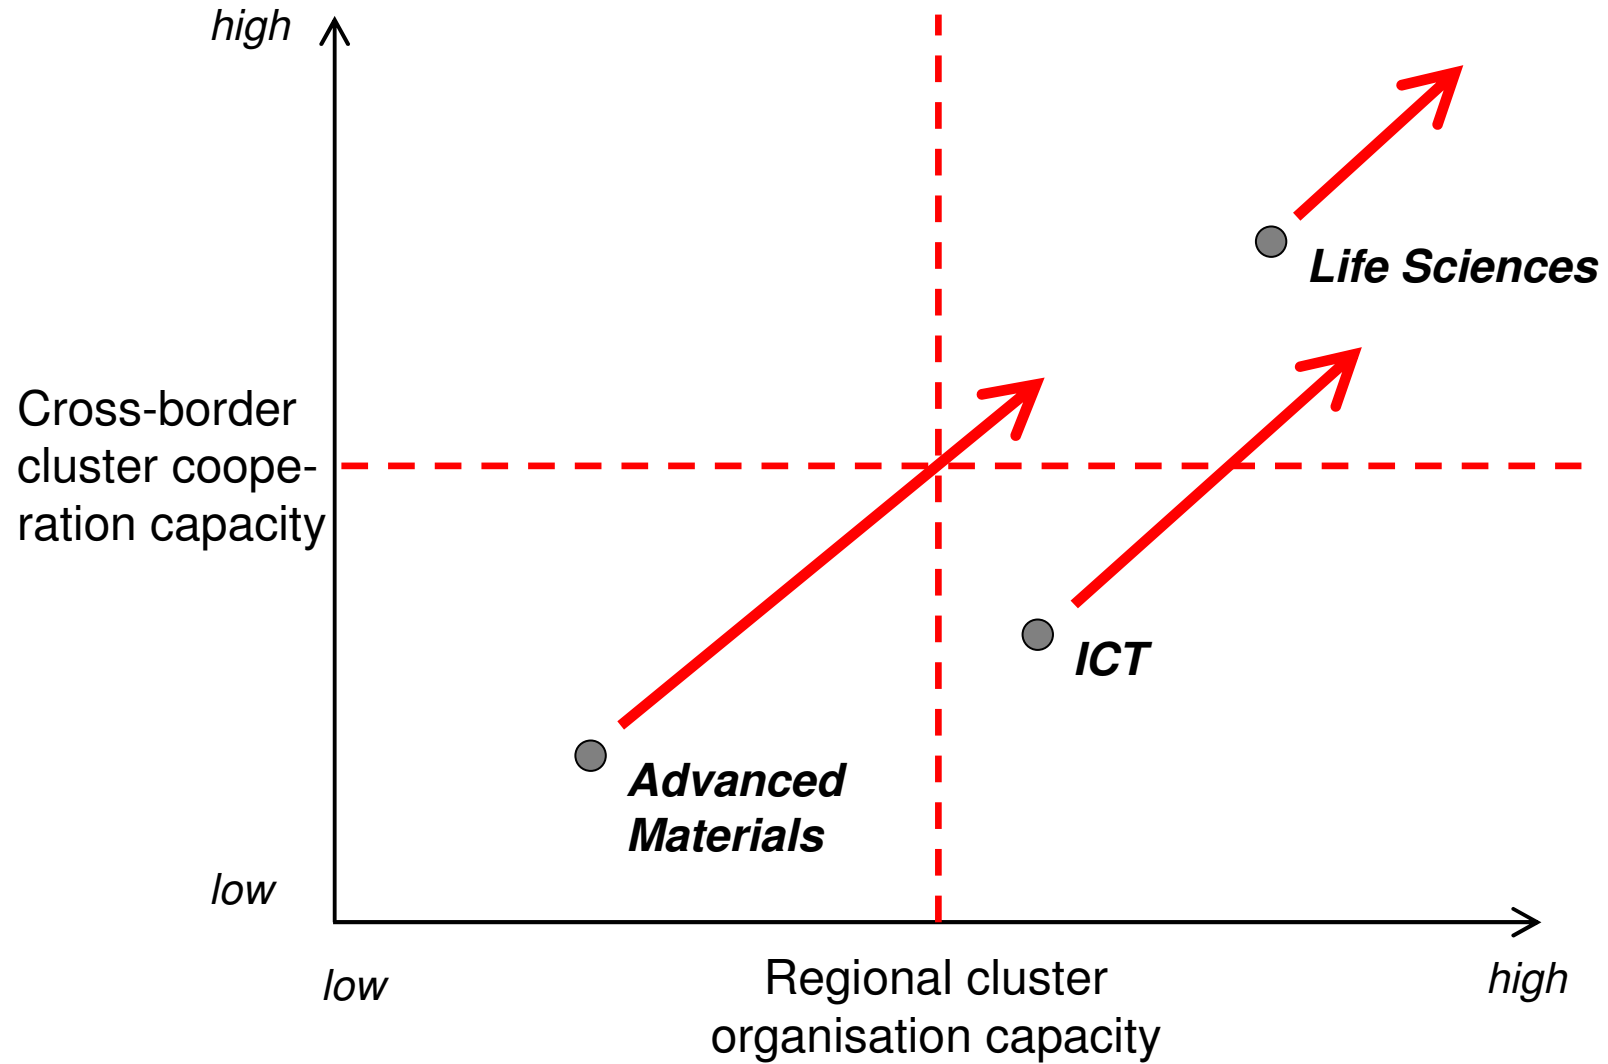 high
Life Sciences
Cross-border
cluster coope-
ration capacity
ICT
Advanced
Materials
low
low
Regional cluster
organisation capacity
high